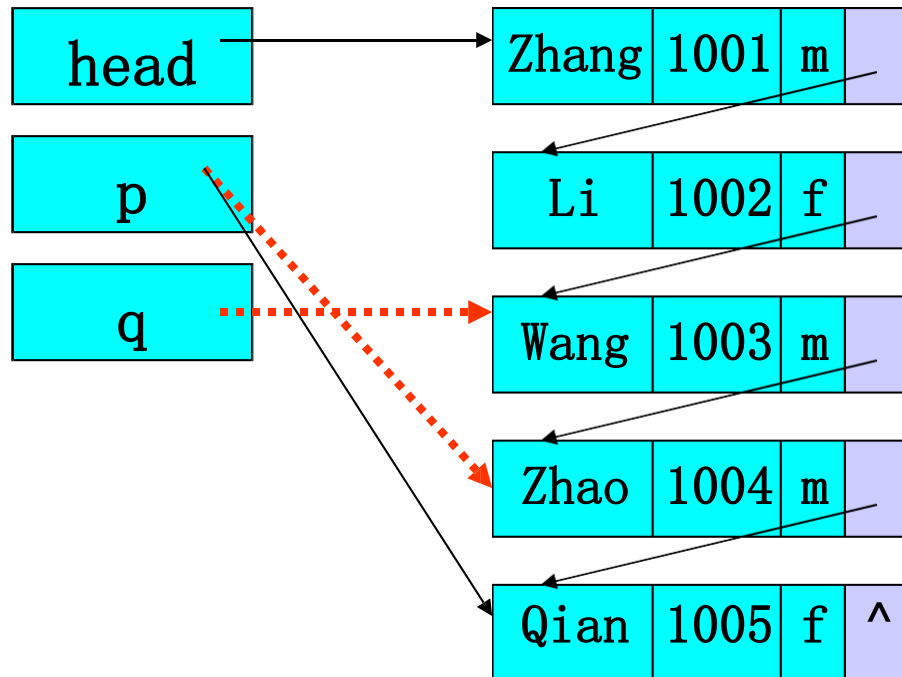 head
p
q
Zhang 1001 m
Li 1002 f
Wang 1003 m
Zhao 1004 m
Qian 1005 f ^